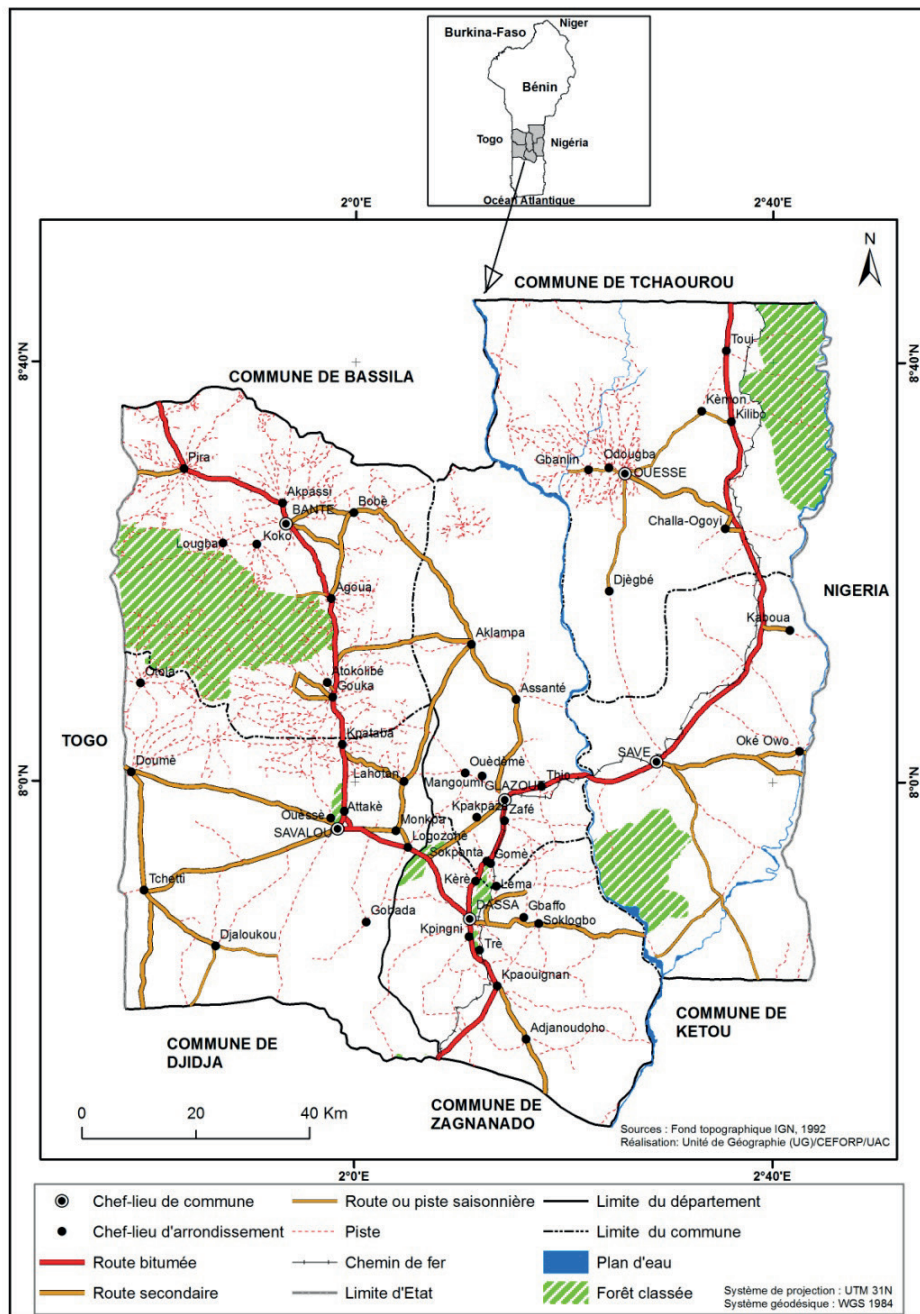 Niger
Burkina-Faso
Bénin
Togo
Nigéria
Océan Atlantique
2°0'E
2°40'E
N
COMMUNE DE TCHAOUROU
8°40'N
8°40'N
COMMUNE DE BASSILA
Toui
Kèmon
Kilibo
Pira
Gbanlin
Odougba
OUESSE
Akpassi
BANTE
Bobè
Lougba
Koko
Challa-Ogoyi
Agoua
Djègbé
NIGERIA
Kaboua
Aklampa
Otola
Atokolibé
Gouka
Assanté
TOGO
Kpataba
SAVE
Oké Owo
Doumè
Lahotan
Ouèdèmè
Mangoumi
GLAZOUE
Thio
8°0'N
8°0'N
Ouèssè
Attakè
Kpakpaza
Zafé
SAVALOU
Monkpa
Logozohè
Sokponta
Gomè
Tchetti
Kèrè
Lèma
Gobada
DASSA
Gbaffo
Soklogbo
Djaloukou
Kpingni
Trè
Kpaouignan
COMMUNE DE
KETOU
Adjanoudoho
COMMUNE DE
DJIDJA
COMMUNE DE
ZAGNANADO
0 20 40 Km
Sources : Fond topographique IGN, 1992
Réalisation: Unité de Géographie (UG)/CEFORP/UAC
2°0'E
2°40'E
Chef-lieu de commune
Route ou piste saisonnière
Limite du département
Chef-lieu d'arrondissement
Piste
Limite du commune
Route bitumée
Chemin de fer
Plan d'eau
Route secondaire
Limite d'Etat
Forêt classée
Système de projection : UTM 31N
Système géodésique : WGS 1984